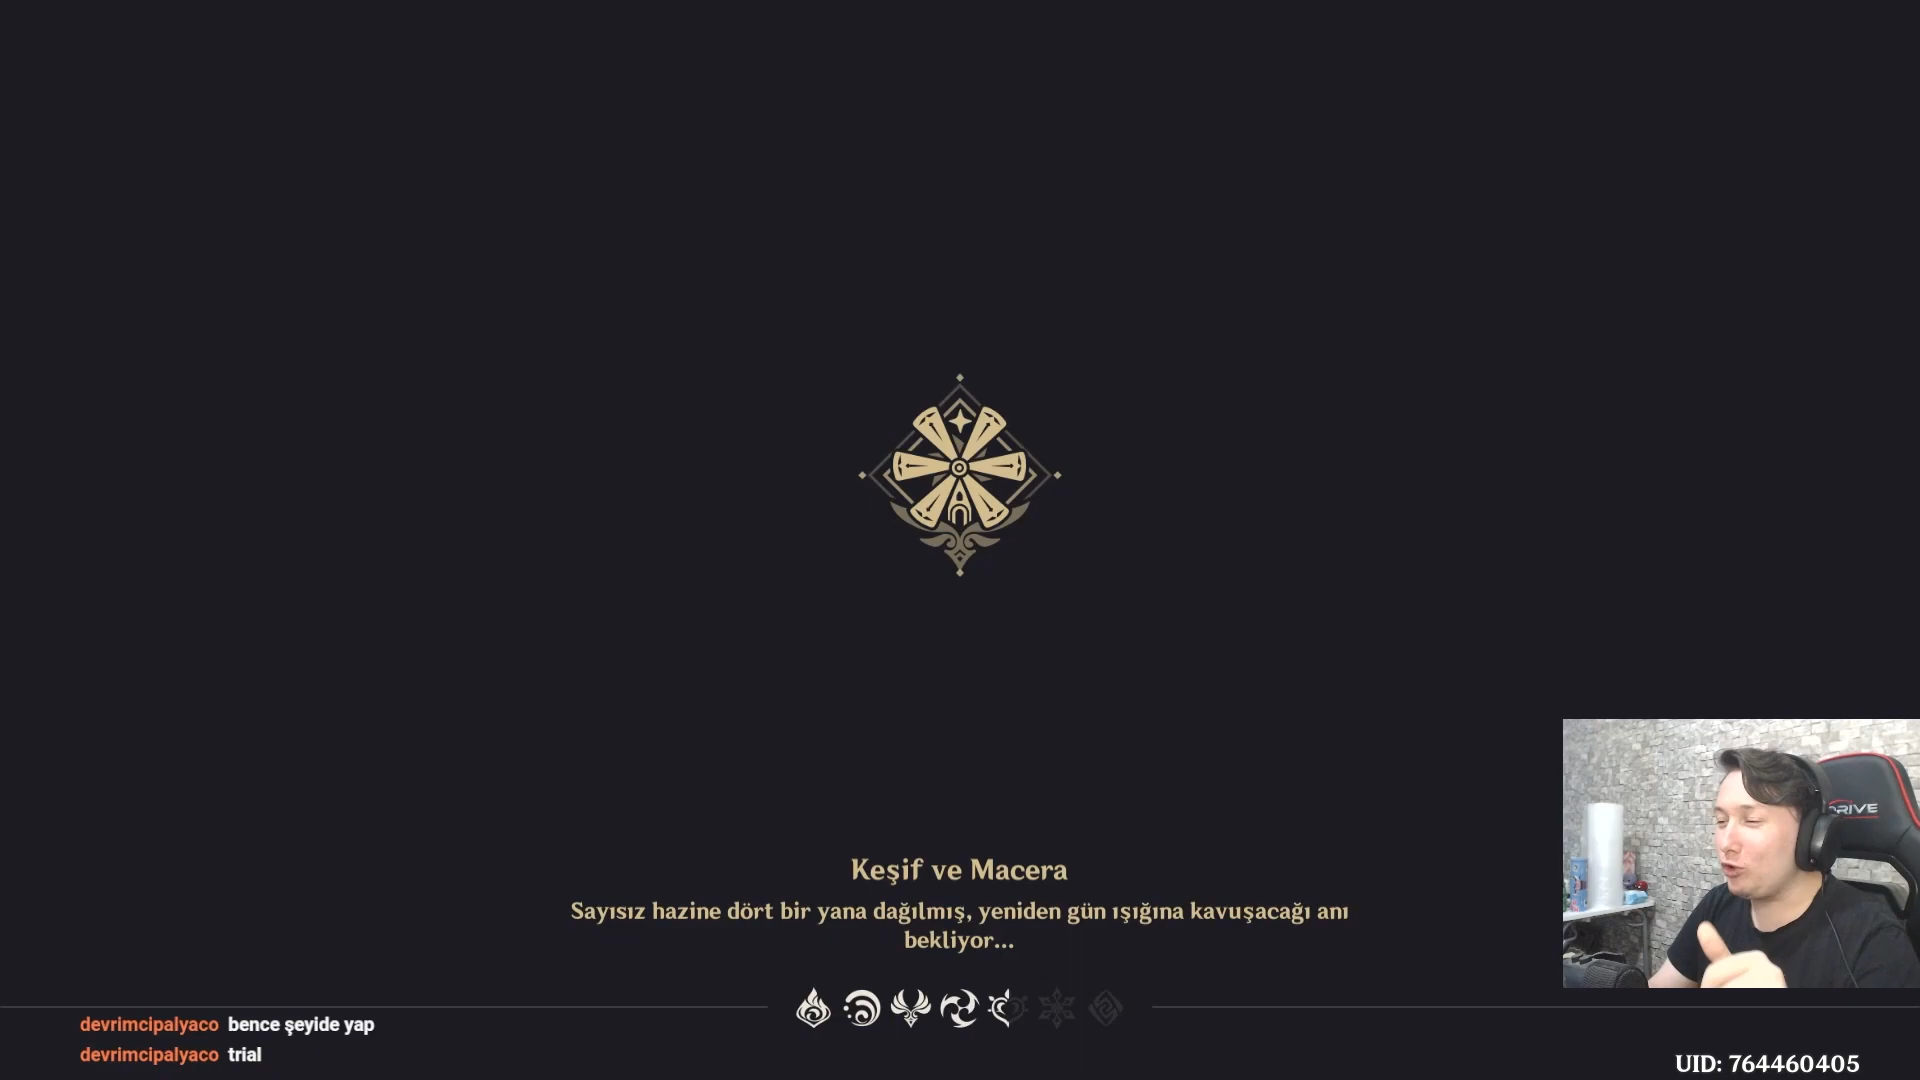 Keşif ve Macera
Sayısız hazine dört bir yana dağılmış, yeniden gün ışığına kavuşacağı anı
bekliyor...
DRIVE
devrimcipalyaco bence şeyide yap
devrimcipalyaco trial
UID: 764460405